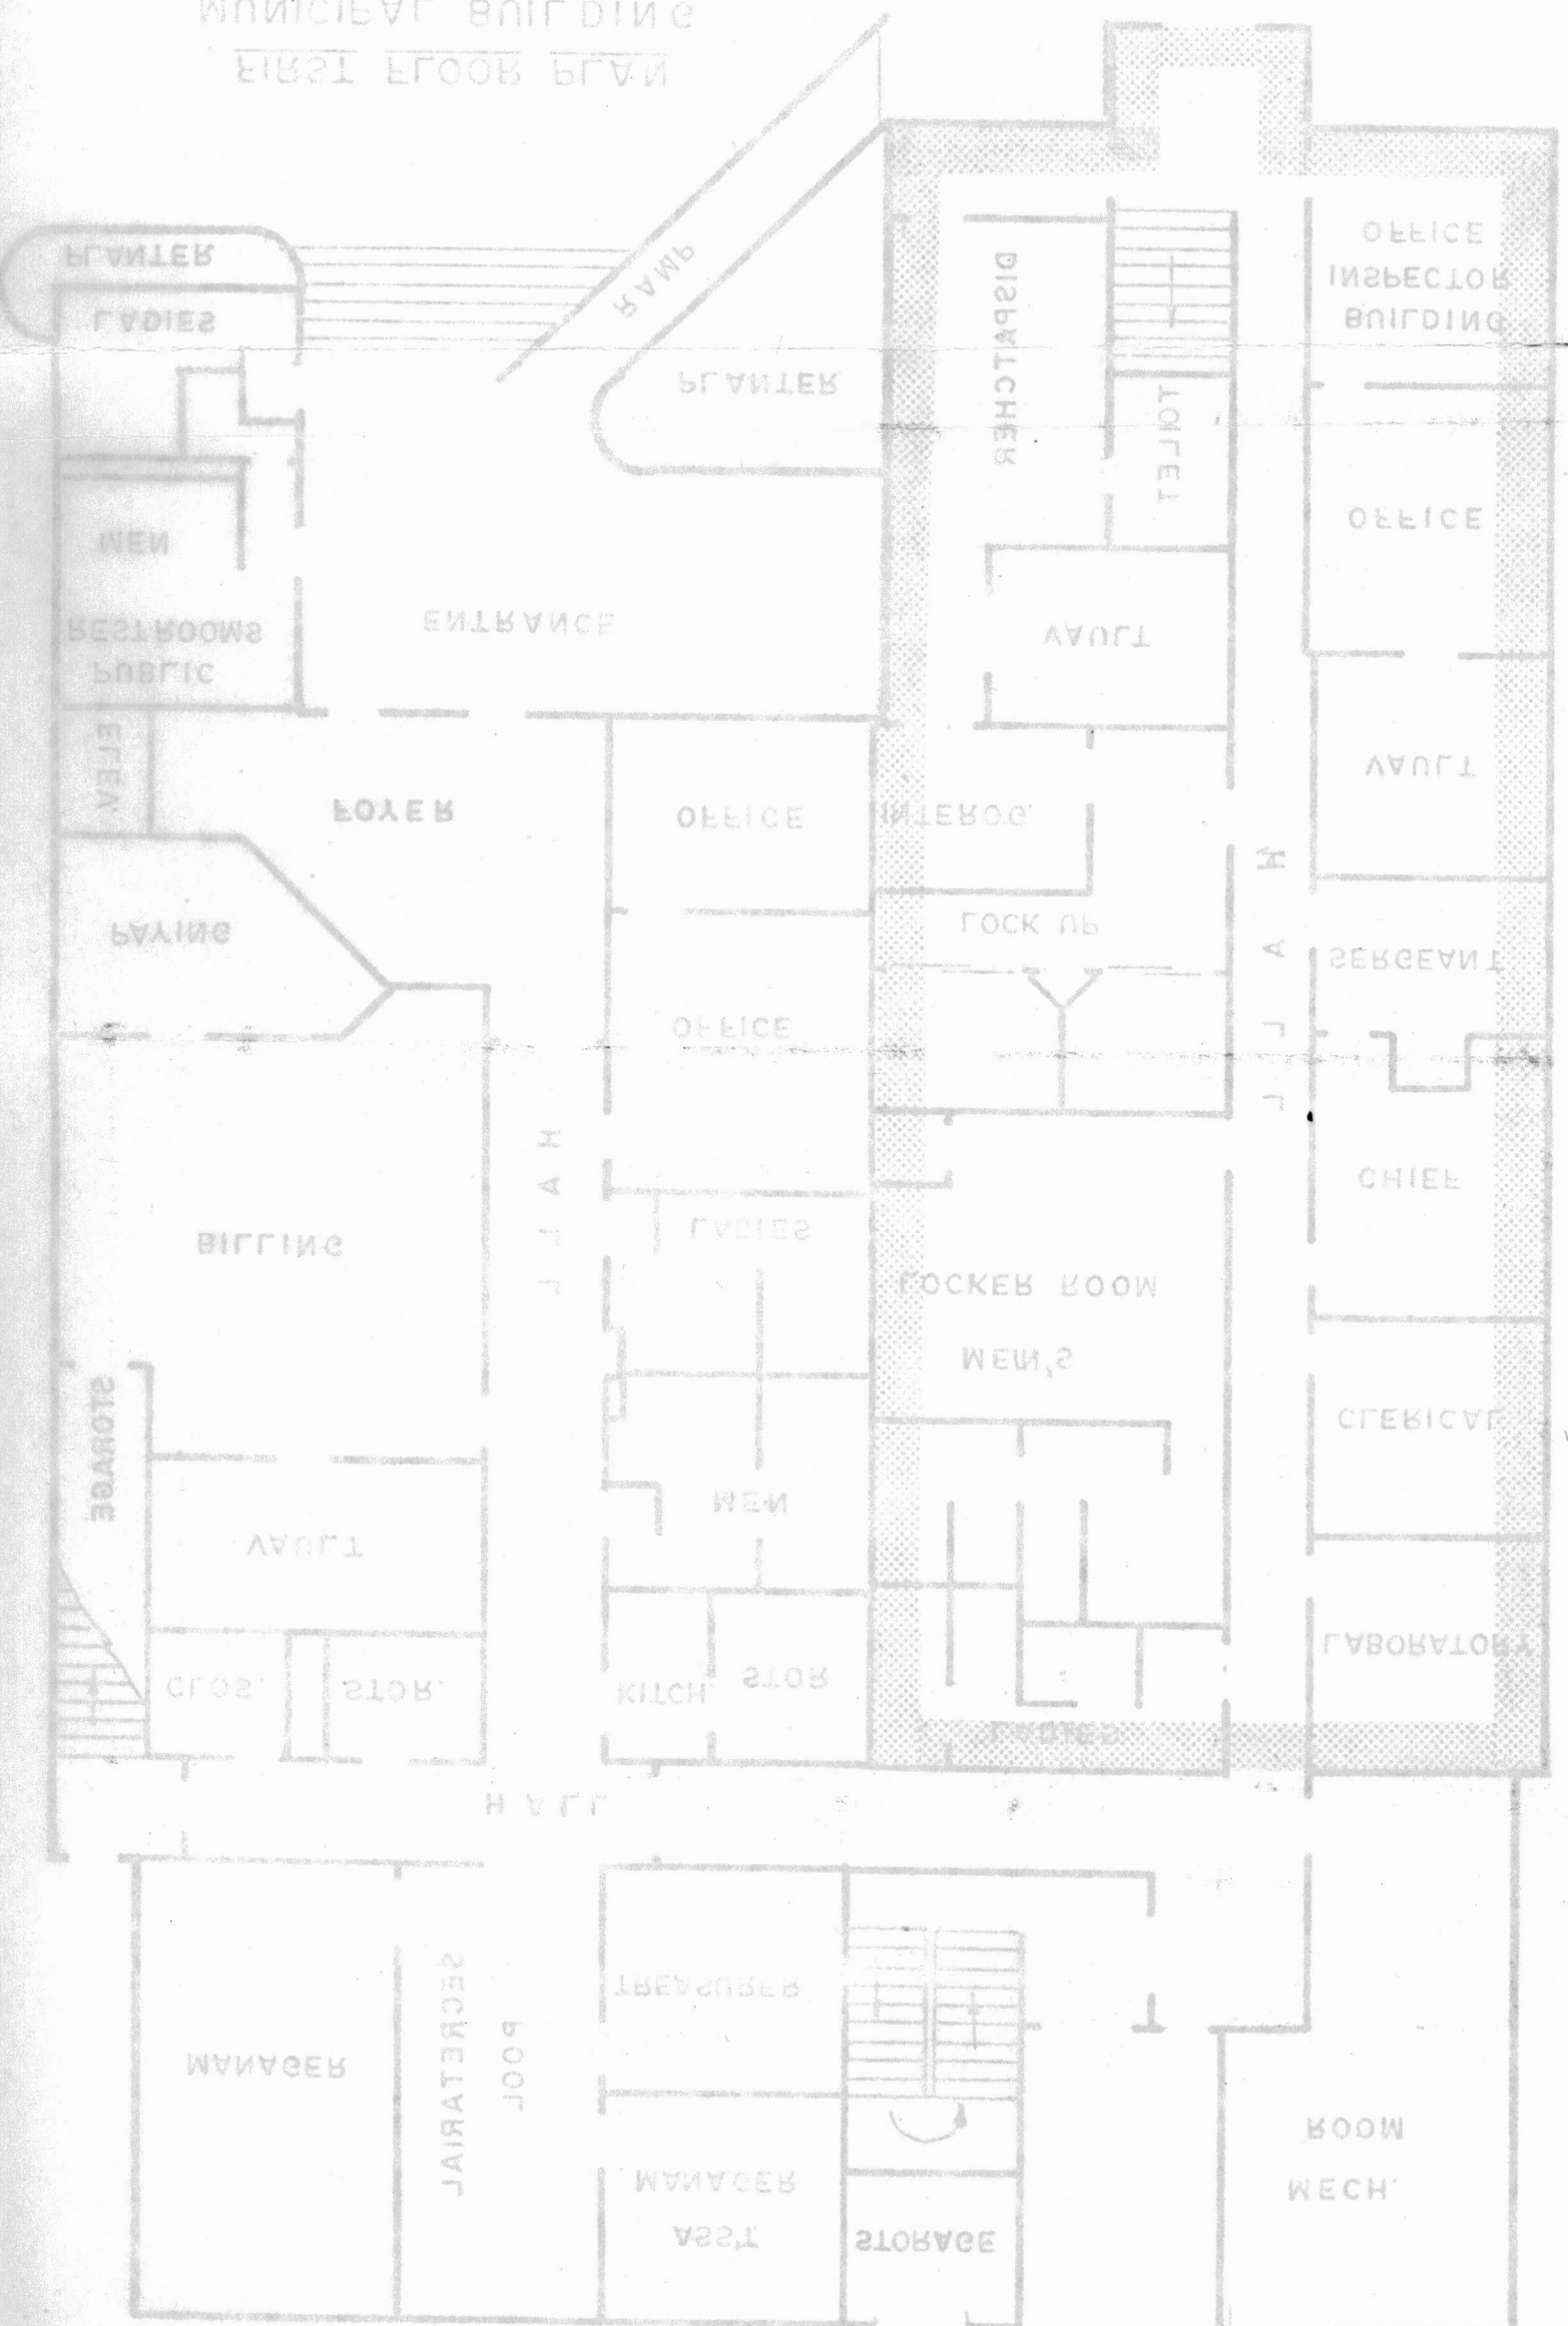 ASS'T
MANAGER
STORAGE
MECH.
ROOM
MANAGER
SECRETARIAL
POOL
TREASURER
HALL
LADIES
CLOS.
STOR.
KITCH.
STOR
LABORATORY
VAULT
STORAGE
MEN
CLERICAL
MEN'S
LOCKER ROOM
BILLING
HALL
LADIES
CHIEF
OFFICE
PAYING
LOCK UP
SERGEANT
HALL
FOYER
OFFICE
INTEROG.
VAULT
ELEV
PUBLIC
RESTROOMS
MEN
ENTRANCE
VAULT
OFFICE
TOILET
DISPATCHER
PLANTER
BUILDING
INSPECTOR
OFFICE
LADIES
PLANTER
RAMP
FIRST FLOOR PLAN
MUNICIPAL BUILDING